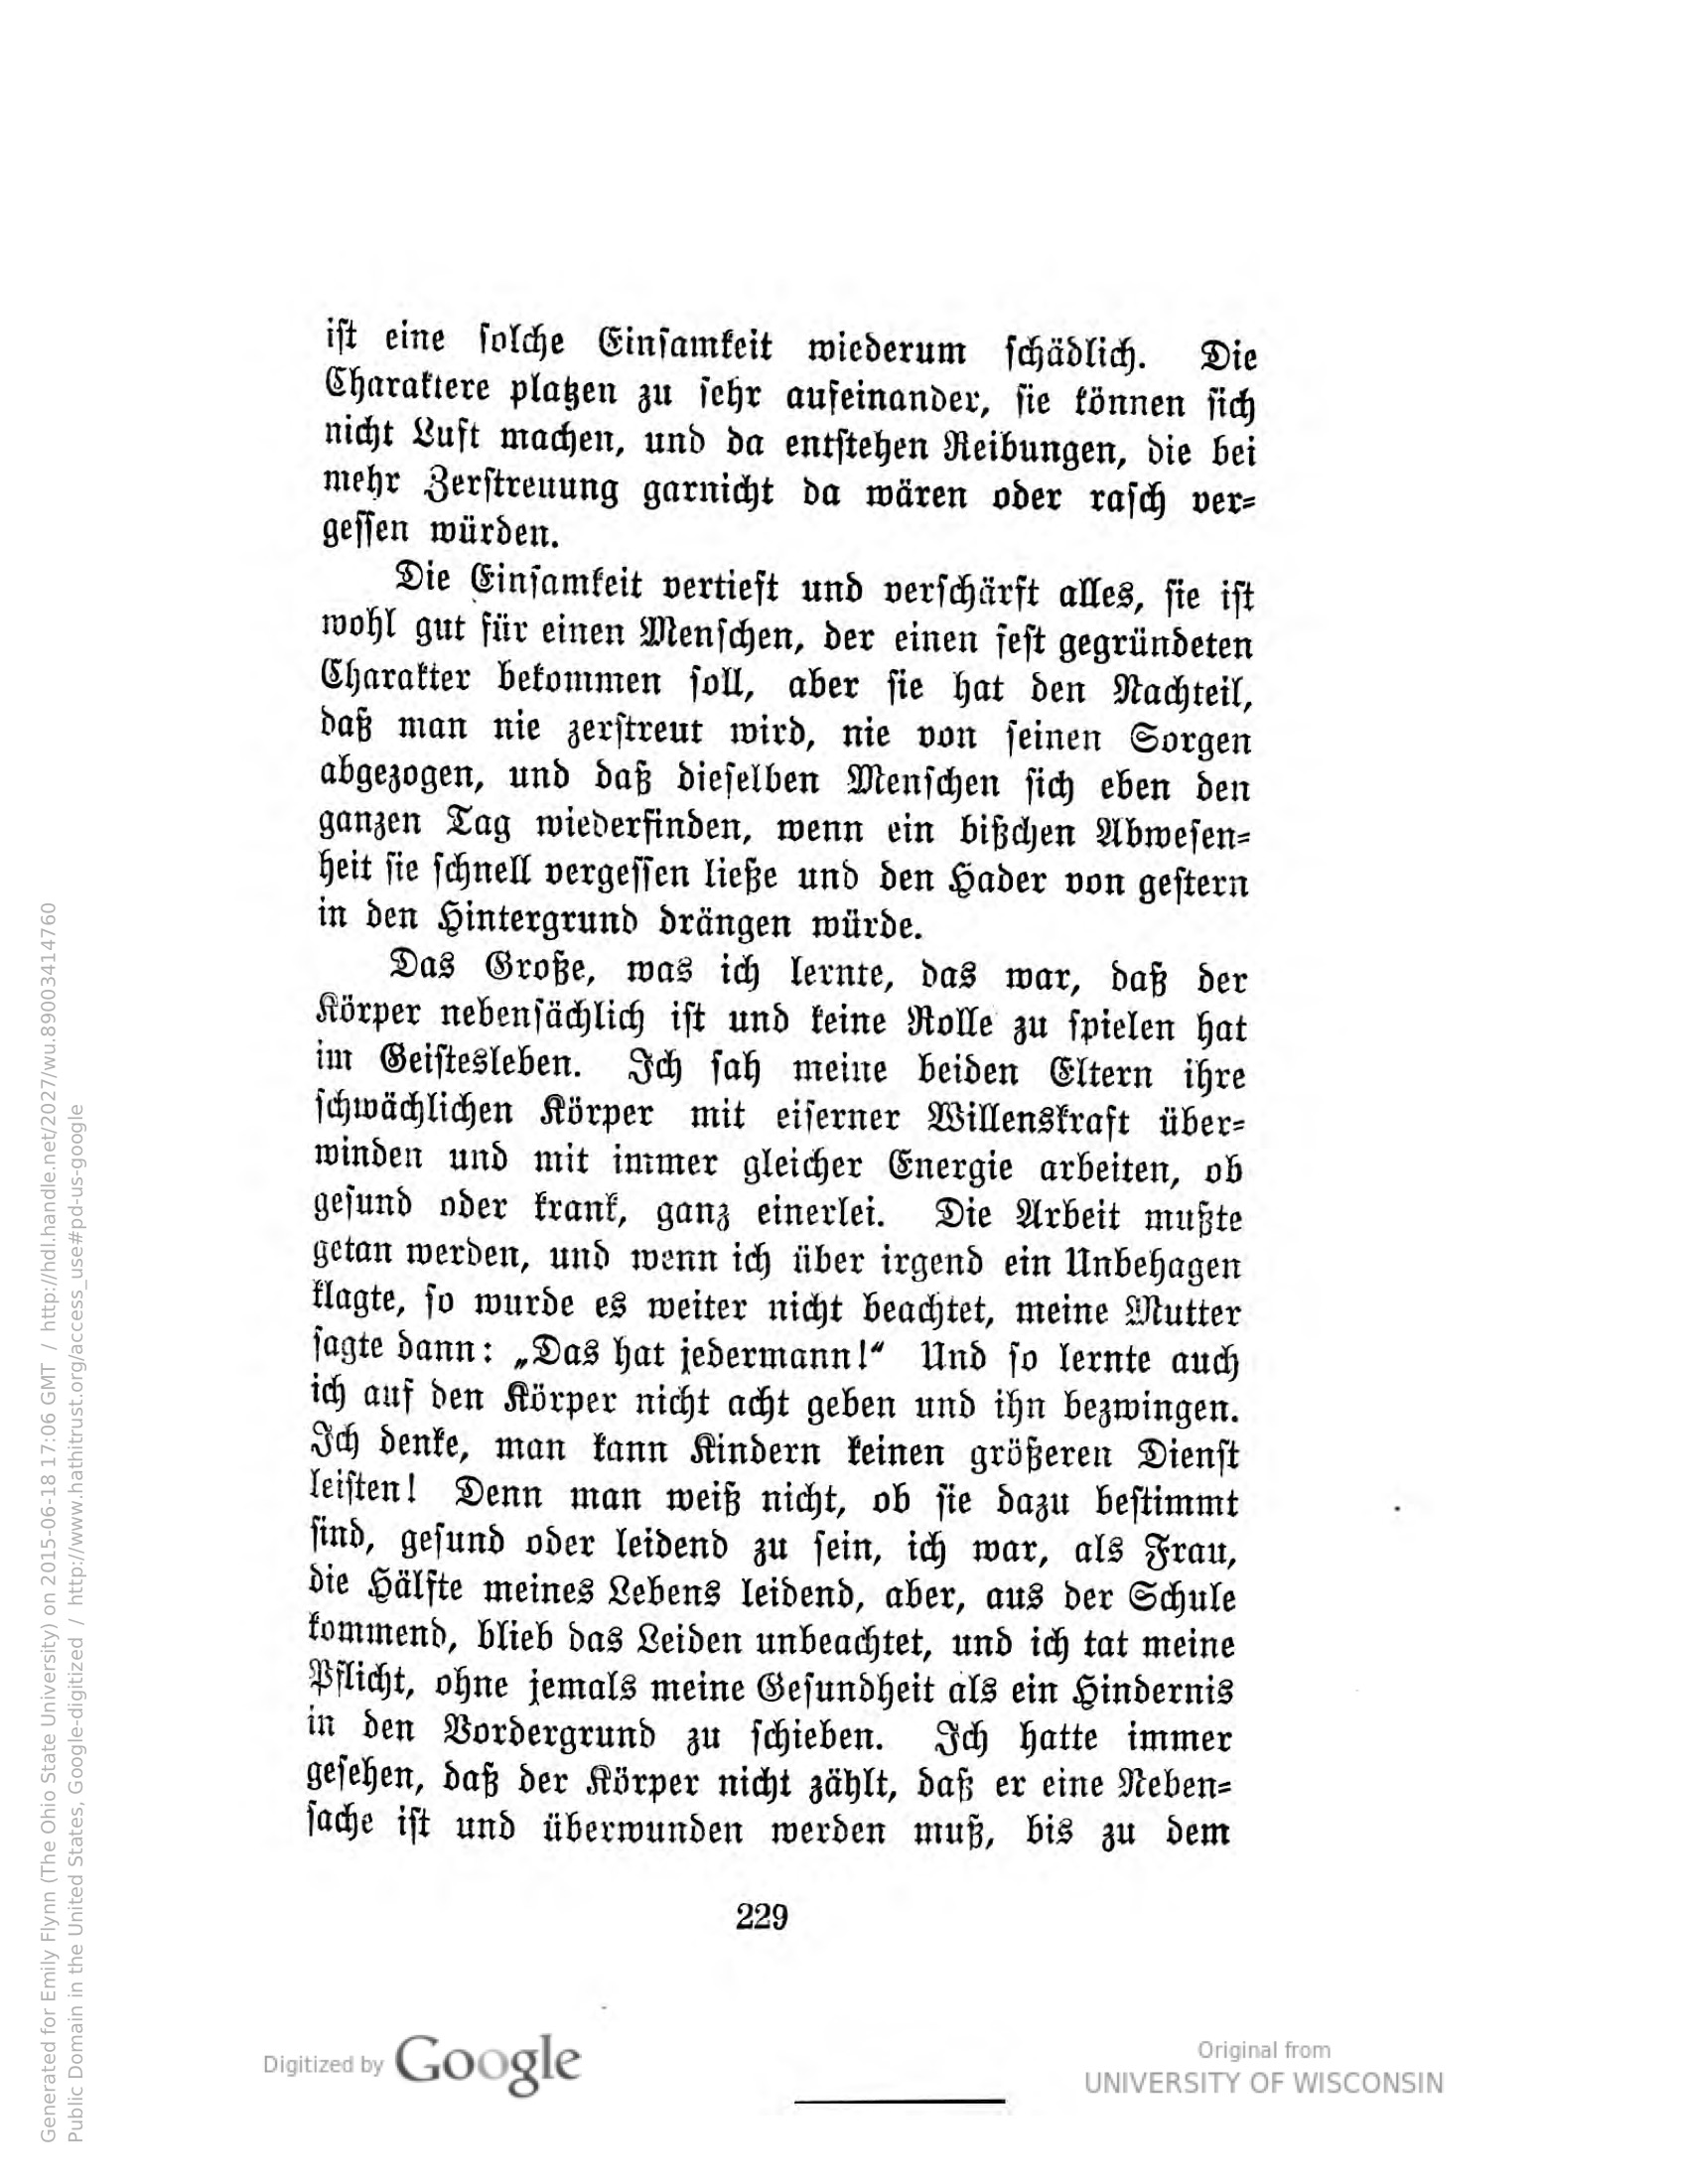 ist eine solche Einsamkeit wiederum schädlich. Die
Charaktere platzen zu sehr aufeinander, sie können sich
nicht Luft machen, und da entstehen Reibungen, die bei
mehr Zerstreuung garnicht da wären oder rasch ver-
gessen würden.
Die Einsamkeit vertieft und verschärft alles, sie ist
wohl gut für einen Menschen, der einen fest gegründeten
Charakter bekommen soll, aber sie hat den Nachteil,
daß man nie zerstreut wird, nie von seinen Sorgen
abgezogen, und daß dieselben Menschen sich eben den
ganzen Tag wiederfinden, wenn ein bißchen Abwesen-
heit sie schnell vergessen ließe und den Hader von gestern
in den Hintergrund drängen würde.
Das Große, was ich lernte, das war, daß der
Körper nebensächlich ist und keine Rolle zu spielen hat
im Geistesleben. Ich sah meine beiden Eltern ihre
schwächlichen Körper mit eiserner Willenskraft über-
winden und mit immer gleicher Energie arbeiten, ob
gesund oder krank, ganz einerlei. Die Arbeit mußte
getan werden, und wenn ich über irgend ein Unbehagen
klagte, so wurde es weiter nicht beachtet, meine Mutter
sagte dann: „Das hat jedermann!“ Und so lernte auch
ich auf den Körper nicht acht geben und ihn bezwingen.
Ich denke, man kann Kindern keinen größeren Dienst
leisten! Denn man weiß nicht, ob sie dazu bestimmt
sind, gesund oder leidend zu sein, ich war, als Frau,
die Hälfte meines Lebens leidend, aber, aus der Schule
kommend, blieb das Leiden unbeachtet, und ich tat meine
Pflicht, ohne jemals meine Gesundheit als ein Hindernis
in den Vordergrund zu schieben. Ich hatte immer
gesehen, daß der Körper nicht zählt, daß er eine Neben-
sache ist und überwunden werden muß, bis zu dem
229
Digitized by Google
Original from
UNIVERSITY OF WISCONSIN
Generated for Emily Flynn (The Ohio State University) on 2015-06-18 17:06 GMT / http://hdl.handle.net/2027/wu.89003414760
Public Domain in the United States, Google-digitized / http://www.hathitrust.org/access_use#pd-us-google